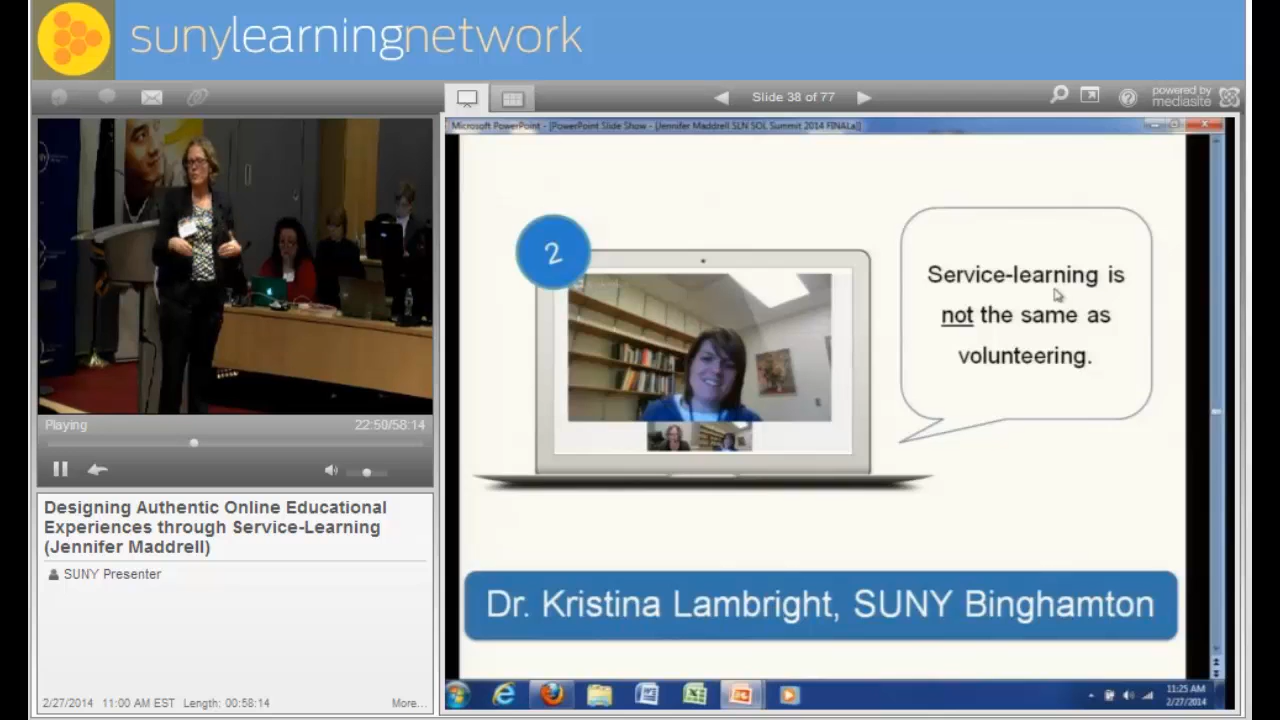 sunylearningnetwork
Slide 38 of 77
powered by
mediasite
Microsoft PowerPoint - [PowerPoint Slide Show - [Jennifer Maddrell SLN SOL Summit 2014 FINALa]]
2
Service-learning is
not the same as
volunteering.
Dr. Kristina Lambright, SUNY Binghamton
Playing
22:50/58:14
Designing Authentic Online Educational
Experiences through Service-Learning
(Jennifer Maddrell)
SUNY Presenter
2/27/2014 11:00 AM EST Length: 00:58:14
More...
11:25 AM
2/27/2014